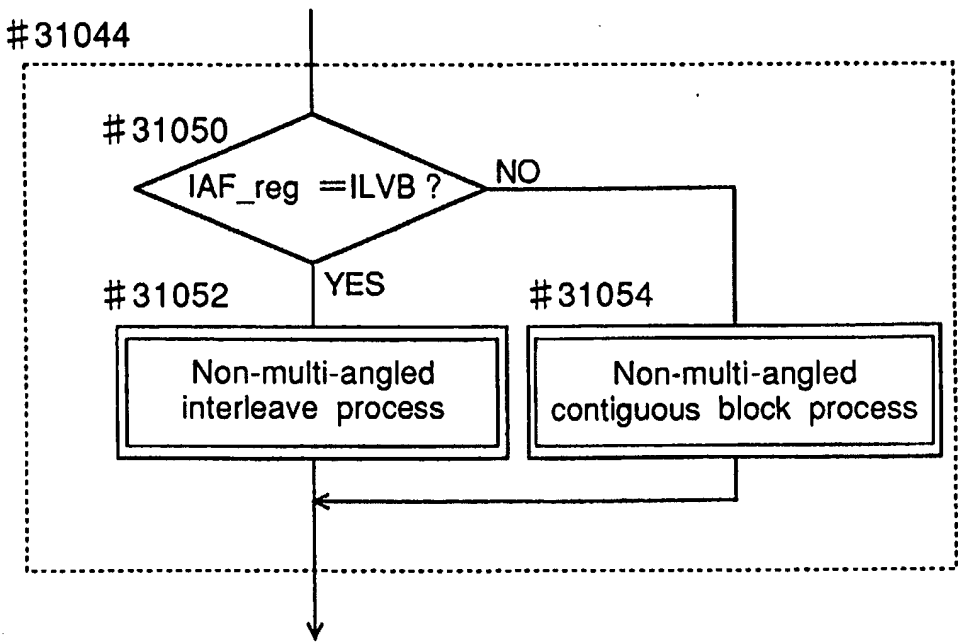 #31044
#31050
IAF_reg =ILVB ?
NO
YES
#31052
#31054
Non-multi-angled
interleave process
Non-multi-angled
contiguous block process